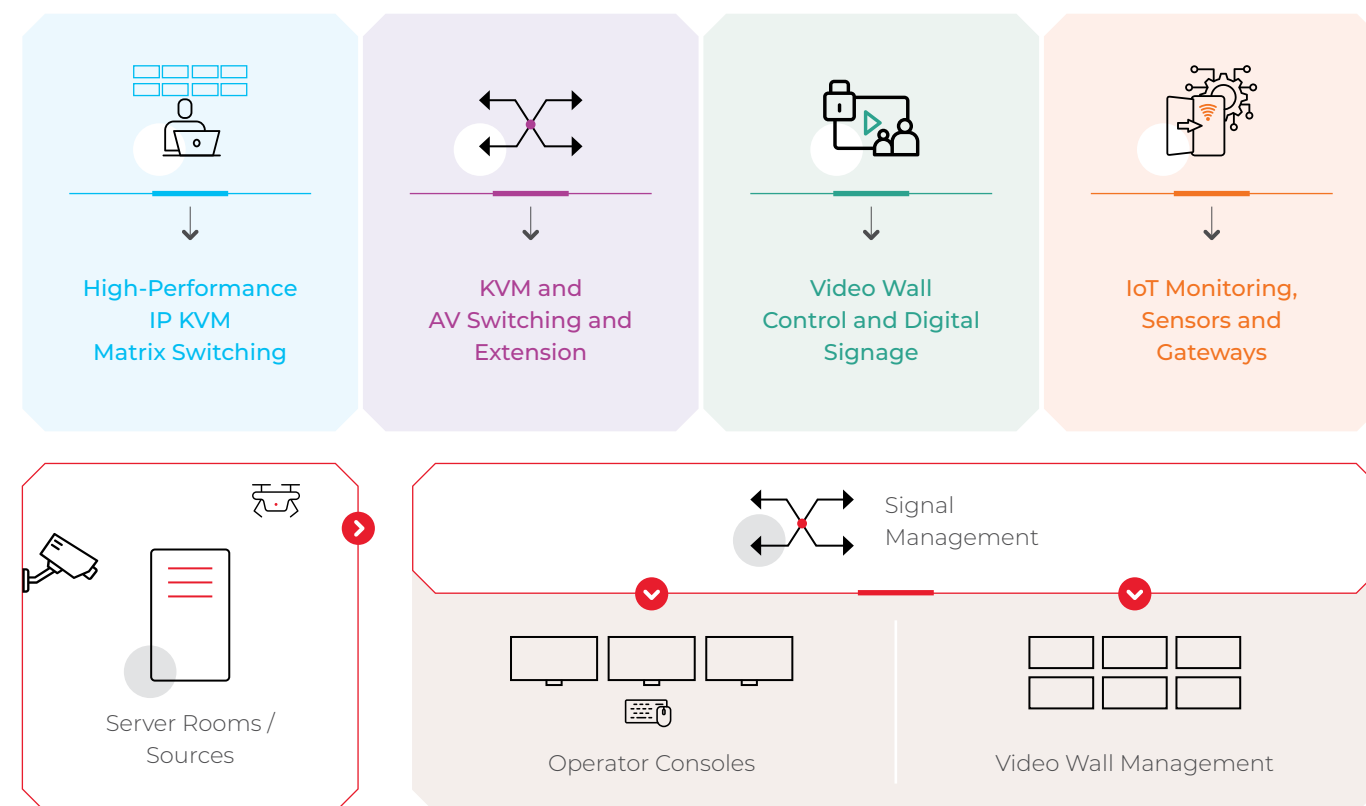 High-Performance
IP KVM
Matrix Switching
KVM and
AV Switching and
Extension
Video Wall
Control and Digital
Signage
IoT Monitoring,
Sensors and
Gateways
Server Rooms /
Sources
Signal
Management
Operator Consoles
Video Wall Management